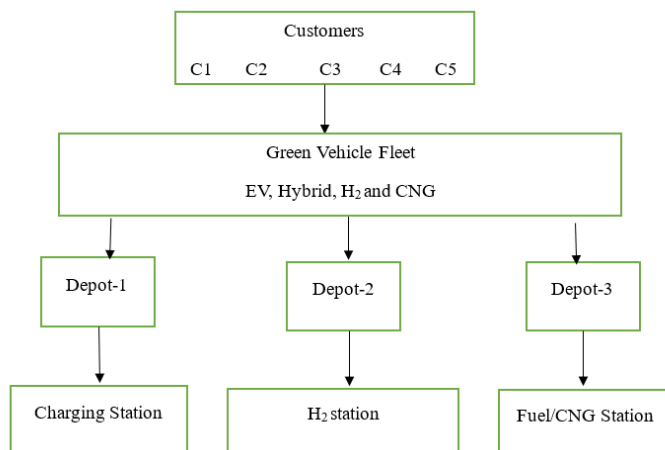 Customers
C1 C2 C3 C4 C5
Green Vehicle Fleet
EV, Hybrid, H₂ and CNG
Depot-1 Depot-2 Depot-3
Charging Station H₂ station Fuel/CNG Station